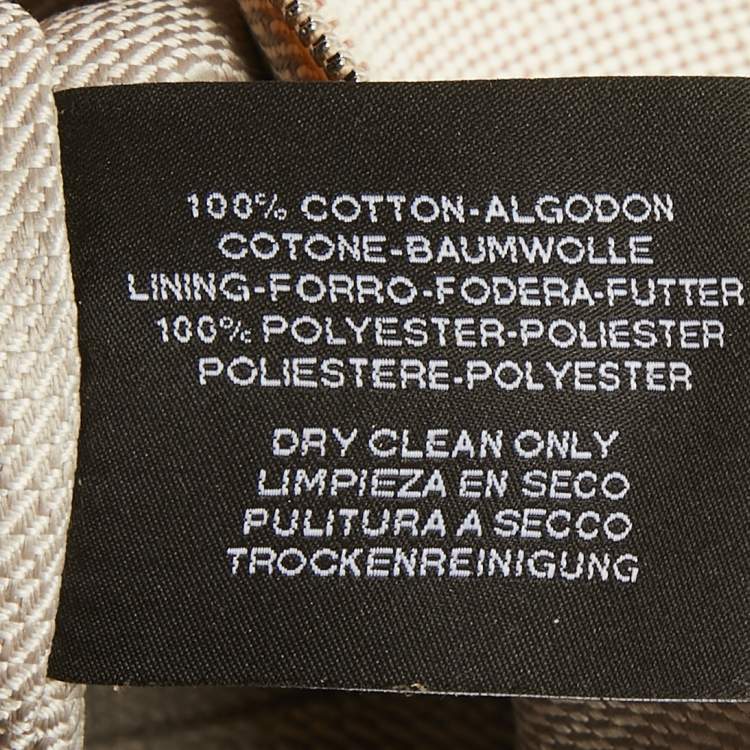 100% COTTON-ALGODON
COTONE-BAUMWOLLE
LINING-FORRO-FODERA-FUTTER
100% POLYESTER-POLIESTER
POLIESTERE-POLYESTER
DRY CLEAN ONLY
LIMPIEZA EN SECO
PULITURA A SECCO
TROCKENREINIGUNG